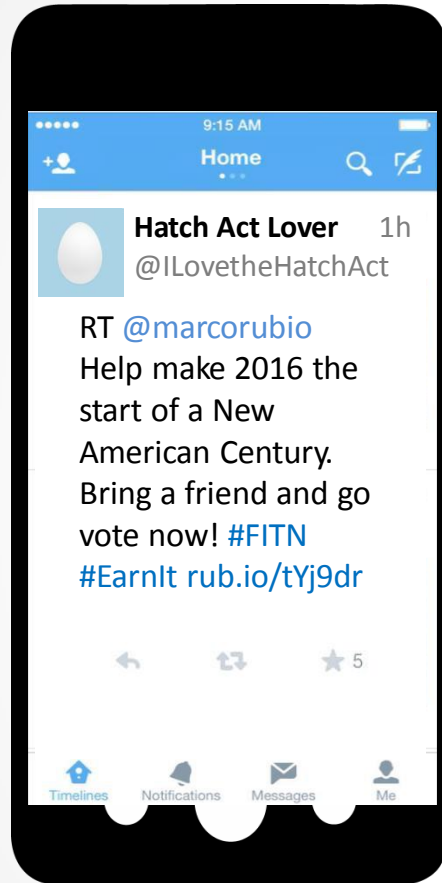 9:15 AM
Home
Hatch Act Lover 1h
@ILovetheHatchAct
RT @marcorubio
Help make 2016 the
start of a New
American Century.
Bring a friend and go
vote now! #FITN
#EarnIt rub.io/tYj9dr
5
Timelines Notifications Messages Me